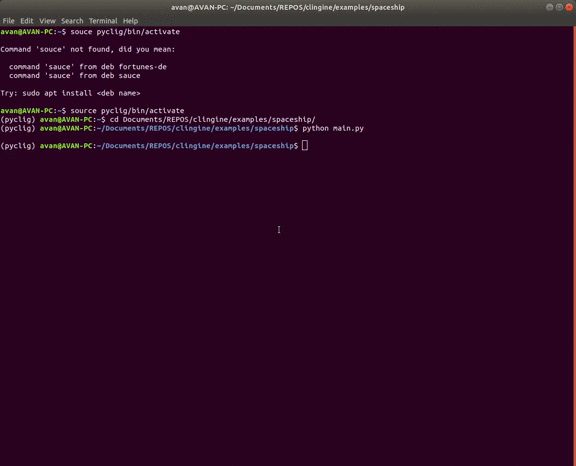 avan@AVAN-PC: ~/Documents/REPOS/clingine/examples/spaceship
File Edit View Search Terminal Help
avan@AVAN-PC:~$ souce pyclig/bin/activate
Command 'souce' not found, did you mean:
command 'sauce' from deb fortunes-de
command 'sauce' from deb sauce
Try: sudo apt install <deb name>
avan@AVAN-PC:~$ source pyclig/bin/activate
(pyclig) avan@AVAN-PC:~$ cd Documents/REPOS/clingine/examples/spaceship/
(pyclig) avan@AVAN-PC:~/Documents/REPOS/clingine/examples/spaceship$ python main.py
(pyclig) avan@AVAN-PC:~/Documents/REPOS/clingine/examples/spaceship$